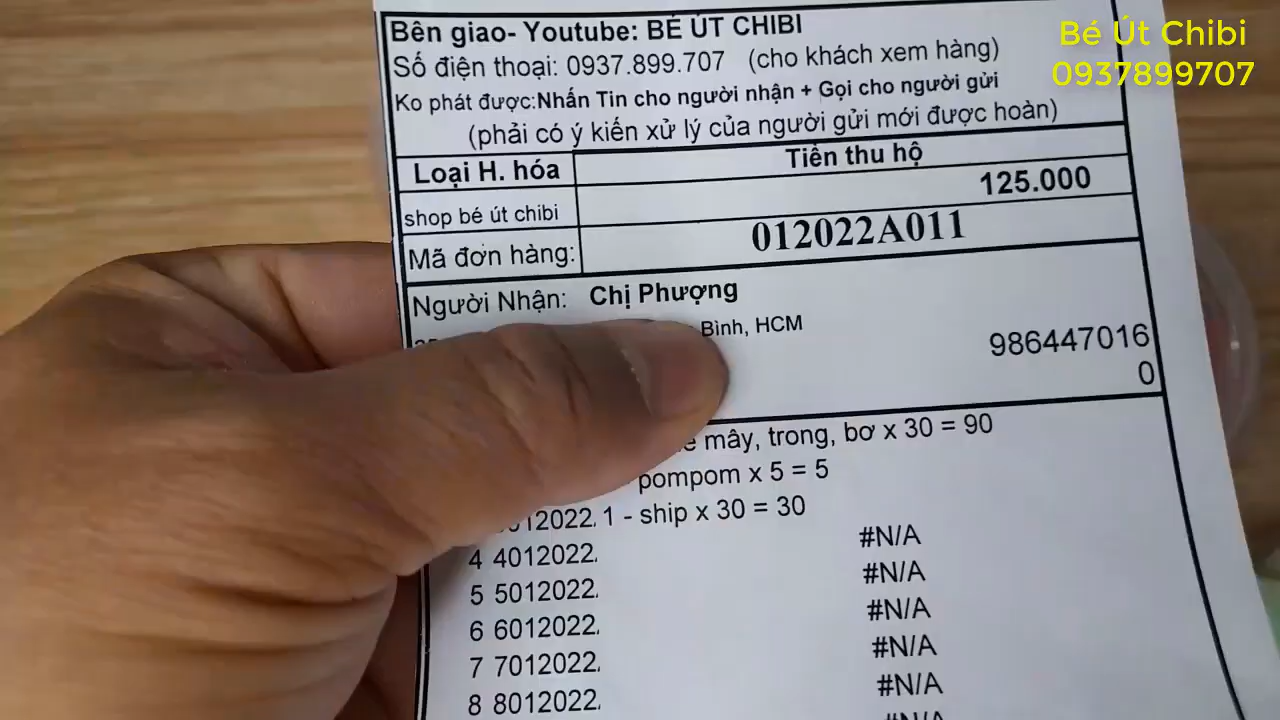 Bên giao- Youtube: BÉ ÚT CHIBI
Số điện thoại: 0937.899.707 (cho khách xem hàng)
Ko phát được:Nhấn Tin cho người nhận + Gọi cho người gửi
(phải có ý kiến xử lý của người gửi mới được hoàn)
Loại H. hóa
Tiền thu hộ
shop bé út chibi
125.000
Mã đơn hàng:
012022A011
Người Nhận: Chị Phượng
Bình, HCM
986447016
0
mây, trong, bơ x 30 = 90
pompom x 5 = 5
012022. 1 - ship x 30 = 30
4 4012022. #N/A
5 5012022. #N/A
6 6012022. #N/A
7 7012022. #N/A
8 8012022. #N/A
Bé Út Chibi
0937899707